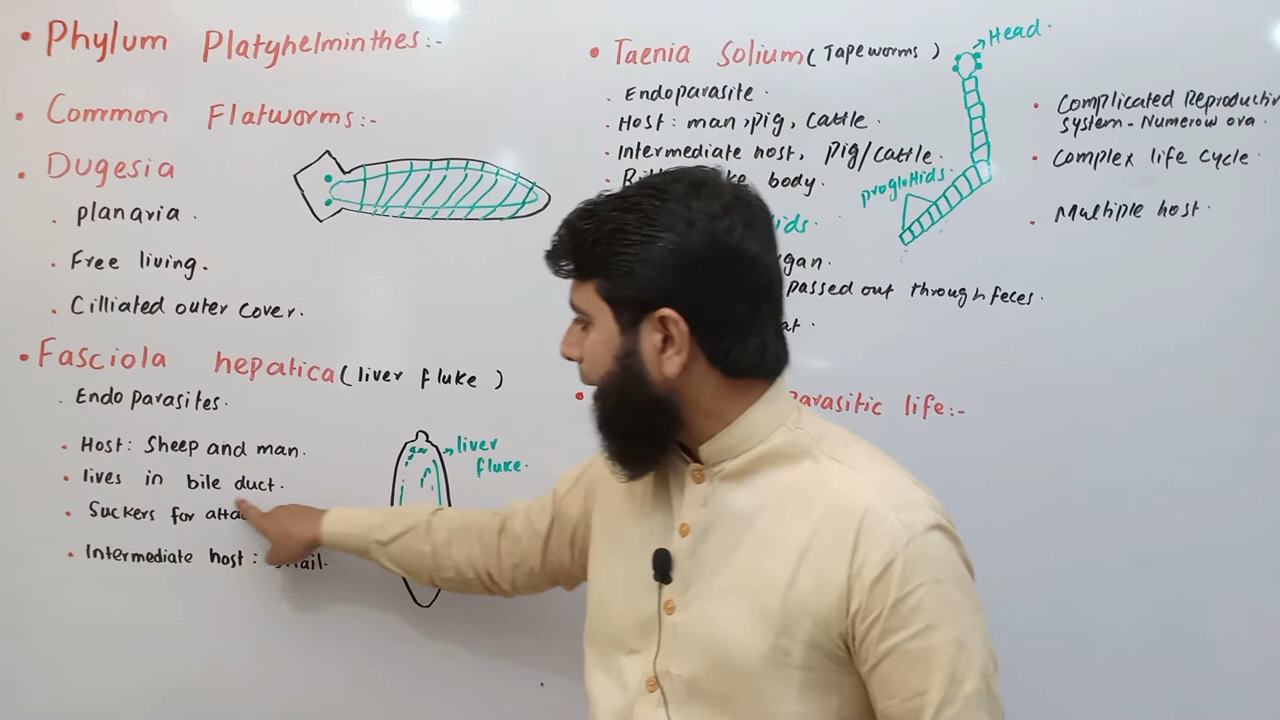 • Phylum Platyhelminthes:-
• Common Flatworms:-
• Dugesia
. planaria .
. Free living.
. Cilliated outer cover.
• Fasciola hepatica (liver fluke)
. Endo parasites.
• Host: Sheep and man.
• lives in bile duct.
• Suckers for
• Intermediate host:
liver
fluke.
• Taenia Solium (Tapeworms)
. Endoparasite.
. Host: man, pig, cattle.
• Intermediate host, pig/cattle.
body.
passed out through feces.
Parasitic life:-
Head.
proglottids.
• Complicated
System - Numerow ova.
• Complex life cycle.
. Multiple host.